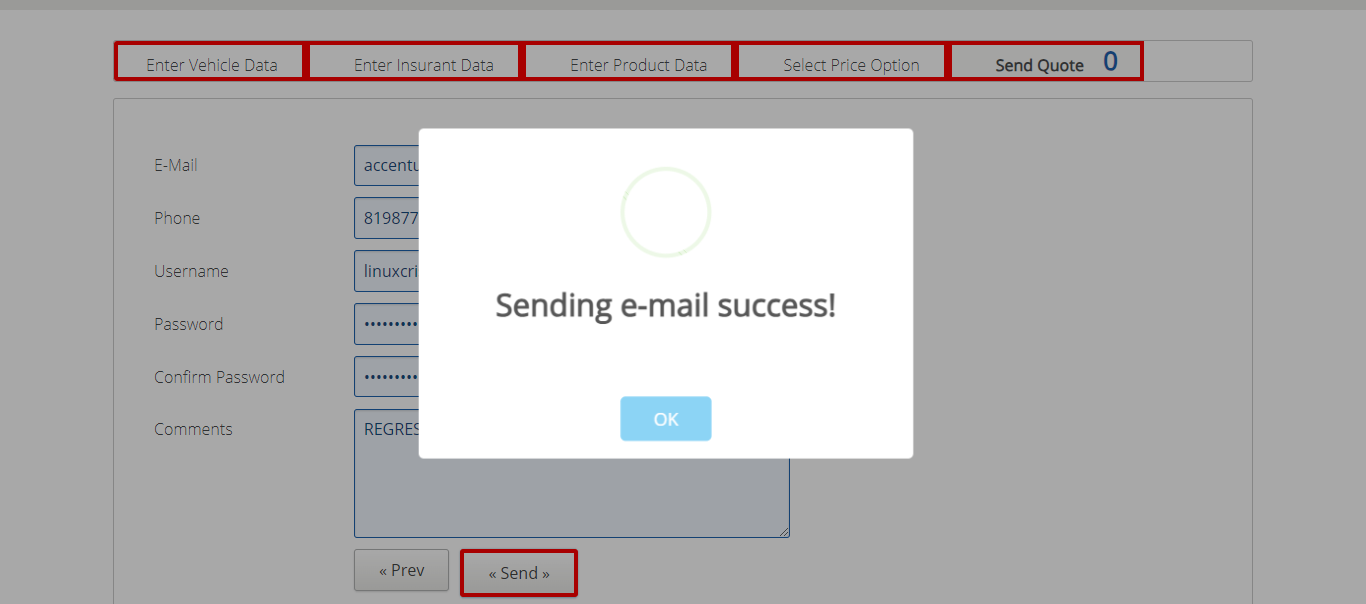 Enter Vehicle Data Enter Insurant Data Enter Product Data Select Price Option Send Quote 0
E-Mail accentu
Phone 819877
Username linuxcri
Password ••••••••••
Confirm Password ••••••••••
Comments REGRES
Sending e-mail success!
OK
« Prev « Send »